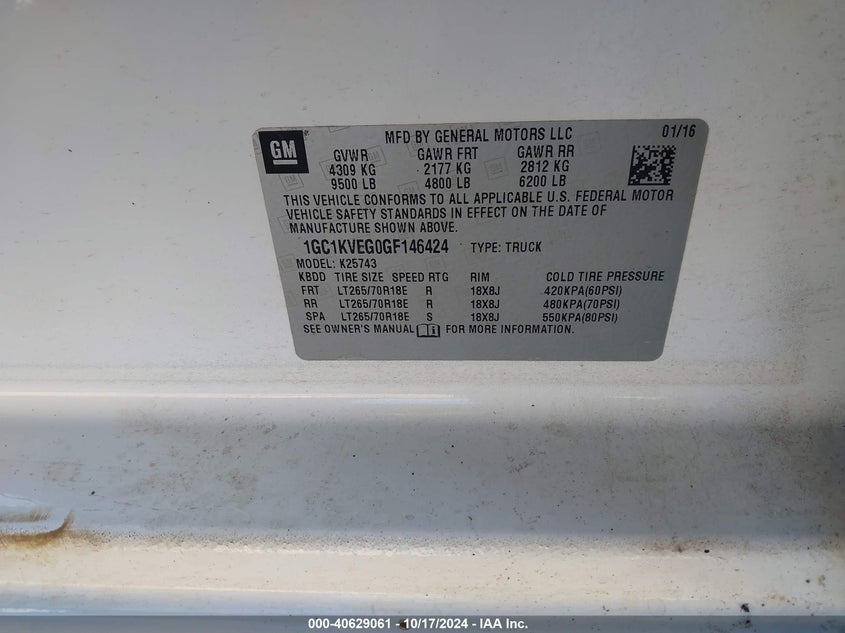 GM
MFD BY GENERAL MOTORS LLC 01/16
GVWR GAWR FRT GAWR RR
4309 KG 2177 KG 2812 KG
9500 LB 4800 LB 6200 LB
THIS VEHICLE CONFORMS TO ALL APPLICABLE U.S. FEDERAL MOTOR
VEHICLE SAFETY STANDARDS IN EFFECT ON THE DATE OF
MANUFACTURE SHOWN ABOVE.
1GC1KVEG0GF146424 TYPE: TRUCK
MODEL: K25743
KBDD TIRE SIZE SPEED RTG RIM COLD TIRE PRESSURE
FRT LT265/70R18E R 18X8J 420KPA(60PSI)
RR LT265/70R18E R 18X8J 480KPA(70PSI)
SPA LT265/70R18E S 18X8J 550KPA(80PSI)
SEE OWNER'S MANUAL FOR MORE INFORMATION.
000-40629061 - 10/17/2024 - IAA Inc.